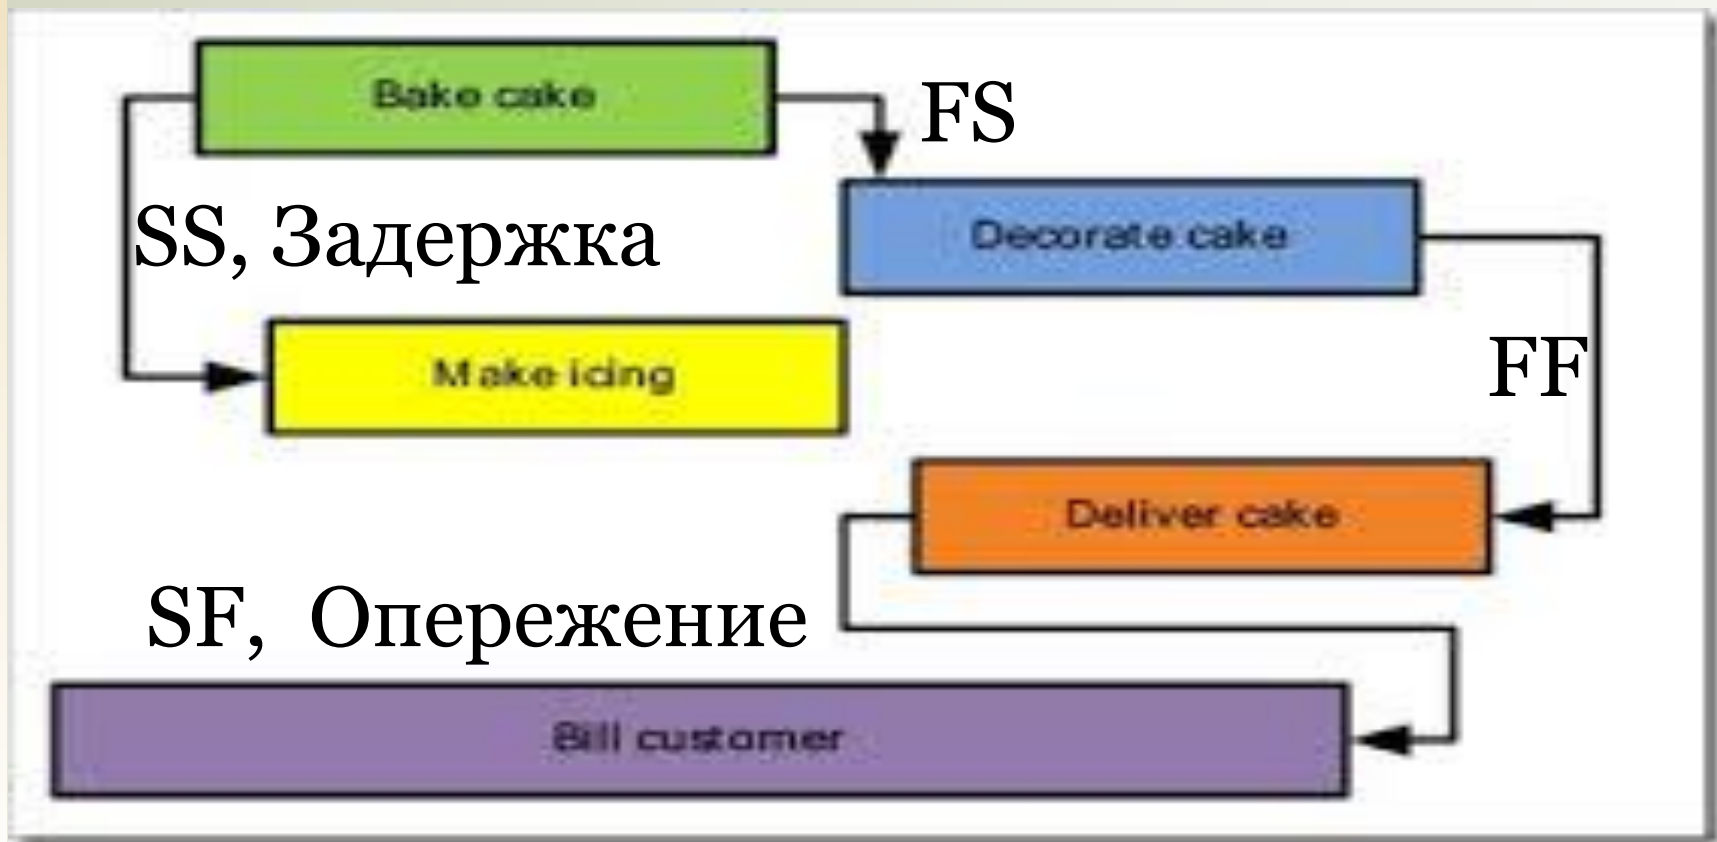 Bake cake
FS
SS, Задержка
Decorate cake
Make icing
FF
Deliver cake
SF, Опережение
Bill customer